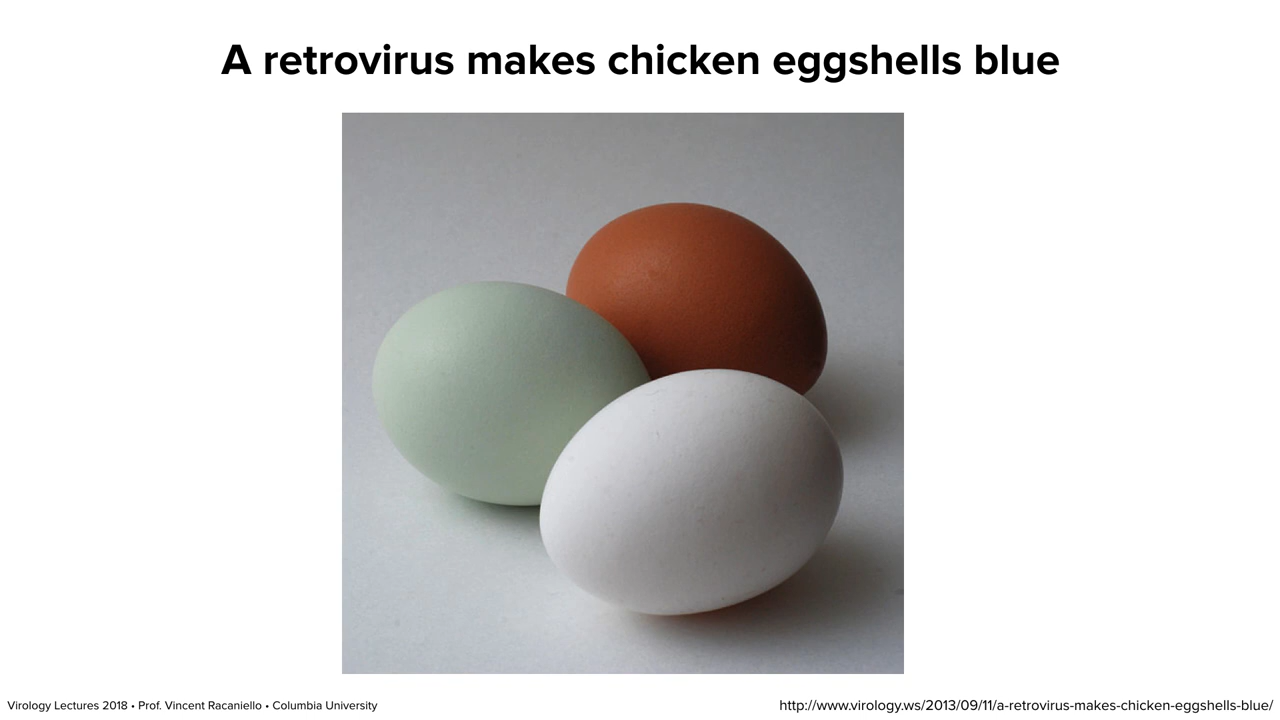 A retrovirus makes chicken eggshells blue
Virology Lectures 2018 • Prof. Vincent Racaniello • Columbia University
http://www.virology.ws/2013/09/11/a-retrovirus-makes-chicken-eggshells-blue/